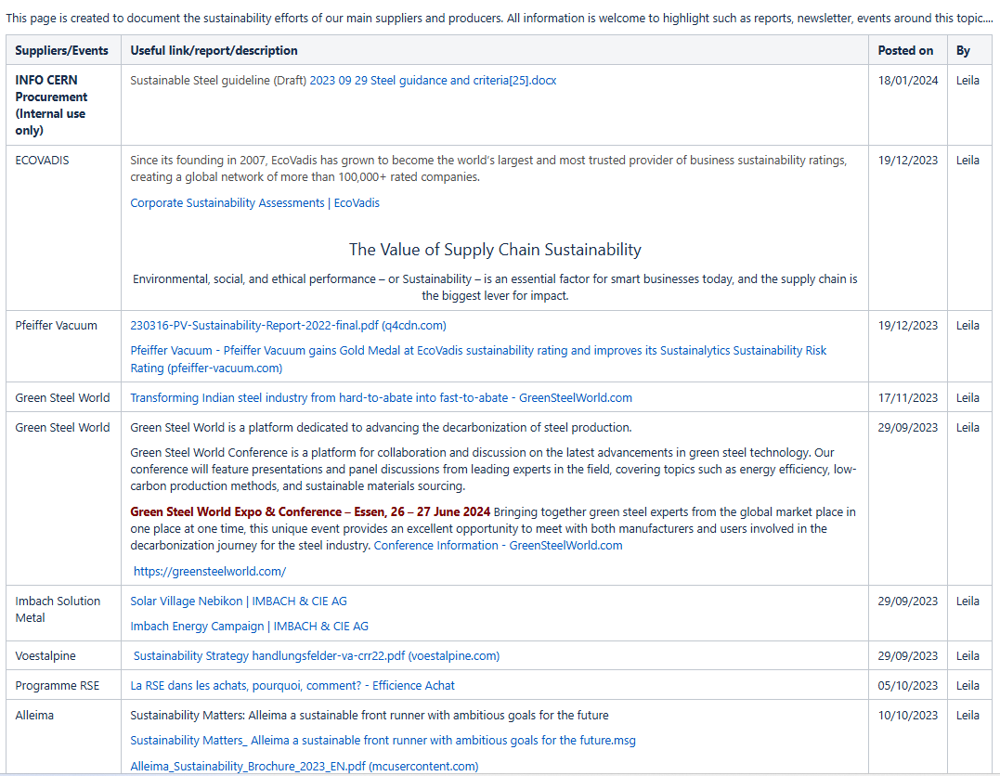 This page is created to document the sustainability efforts of our main suppliers and producers. All information is welcome to highlight such as reports, newsletter, events around this topic....
Suppliers/Events Useful link/report/description Posted on By
INFO CERN Procurement (Internal use only) Sustainable Steel guideline (Draft) 2023 09 29 Steel guidance and criteria[25].docx 18/01/2024 Leila
ECOVADIS Since its founding in 2007, EcoVadis has grown to become the world's largest and most trusted provider of business sustainability ratings, 19/12/2023 Leila
creating a global network of more than 100,000+ rated companies.
Corporate Sustainability Assessments | EcoVadis
The Value of Supply Chain Sustainability
Environmental, social, and ethical performance – or Sustainability – is an essential factor for smart businesses today, and the supply chain is
the biggest lever for impact.
Pfeiffer Vacuum 230316-PV-Sustainability-Report-2022-final.pdf (q4cdn.com) 19/12/2023 Leila
Pfeiffer Vacuum - Pfeiffer Vacuum gains Gold Medal at EcoVadis sustainability rating and improves its Sustainalytics Sustainability Risk
Rating (pfeiffer-vacuum.com)
Green Steel World Transforming Indian steel industry from hard-to-abate into fast-to-abate - GreenSteelWorld.com 17/11/2023 Leila
Green Steel World Green Steel World is a platform dedicated to advancing the decarbonization of steel production. 29/09/2023 Leila
Green Steel World Conference is a platform for collaboration and discussion on the latest advancements in green steel technology. Our
conference will feature presentations and panel discussions from leading experts in the field, covering topics such as energy efficiency, low-
carbon production methods, and sustainable materials sourcing.
Green Steel World Expo & Conference – Essen, 26 – 27 June 2024 Bringing together green steel experts from the global market place in
one place at one time, this unique event provides an excellent opportunity to meet with both manufacturers and users involved in the
decarbonization journey for the steel industry. Conference Information - GreenSteelWorld.com
https://greensteelworld.com/
Imbach Solution Metal Solar Village Nebikon | IMBACH & CIE AG 29/09/2023 Leila
Imbach Energy Campaign | IMBACH & CIE AG
Voestalpine Sustainability Strategy handlungsfelder-va-crr22.pdf (voestalpine.com) 29/09/2023 Leila
Programme RSE La RSE dans les achats, pourquoi, comment? - Efficience Achat 05/10/2023 Leila
Alleima Sustainability Matters: Alleima a sustainable front runner with ambitious goals for the future 10/10/2023 Leila
Sustainability Matters_ Alleima a sustainable front runner with ambitious goals for the future.msg
Alleima_Sustainability_Brochure_2023_EN.pdf (mcusercontent.com)